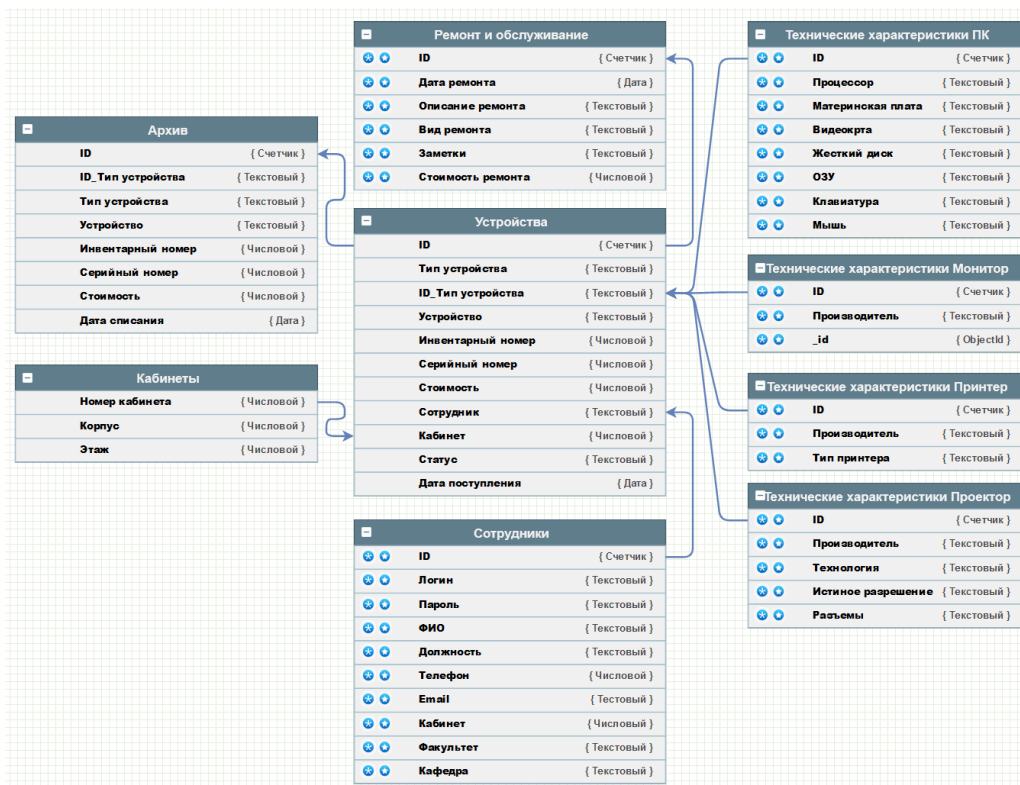 Архив
ID { Счетчик }
ID_Тип устройства { Текстовый }
Тип устройства { Текстовый }
Устройство { Текстовый }
Инвентарный номер { Числовой }
Серийный номер { Числовой }
Стоимость { Числовой }
Дата списания { Дата }
Кабинеты
Номер кабинета { Числовой }
Корпус { Числовой }
Этаж { Числовой }
Ремонт и обслуживание
ID { Счетчик }
Дата ремонта { Дата }
Описание ремонта { Текстовый }
Вид ремонта { Текстовый }
Заметки { Текстовый }
Стоимость ремонта { Числовой }
Устройства
ID { Счетчик }
Тип устройства { Текстовый }
ID_Тип устройства { Текстовый }
Устройство { Текстовый }
Инвентарный номер { Числовой }
Серийный номер { Числовой }
Стоимость { Числовой }
Сотрудник { Текстовый }
Кабинет { Числовой }
Статус { Текстовый }
Дата поступления { Дата }
Сотрудники
ID { Счетчик }
Логин { Текстовый }
Пароль { Текстовый }
ФИО { Текстовый }
Должность { Текстовый }
Телефон { Числовой }
Email { Тестовый }
Кабинет { Числовый }
Факультет { Текстовый }
Кафедра { Текстовый }
Технические характеристики ПК
ID { Счетчик }
Процессор { Текстовый }
Материнская плата { Текстовый }
Видеокрта { Текстовый }
Жесткий диск { Текстовый }
ОЗУ { Текстовый }
Клавиатура { Текстовый }
Мышь { Текстовый }
Технические характеристики Монитор
ID { Счетчик }
Производитель { Текстовый }
_id { ObjectId }
Технические характеристики Принтер
ID { Счетчик }
Производитель { Текстовый }
Тип принтера { Текстовый }
Технические характеристики Проектор
ID { Счетчик }
Производитель { Текстовый }
Технология { Текстовый }
Истиное разрешение { Текстовый }
Разъемы { Текстовый }